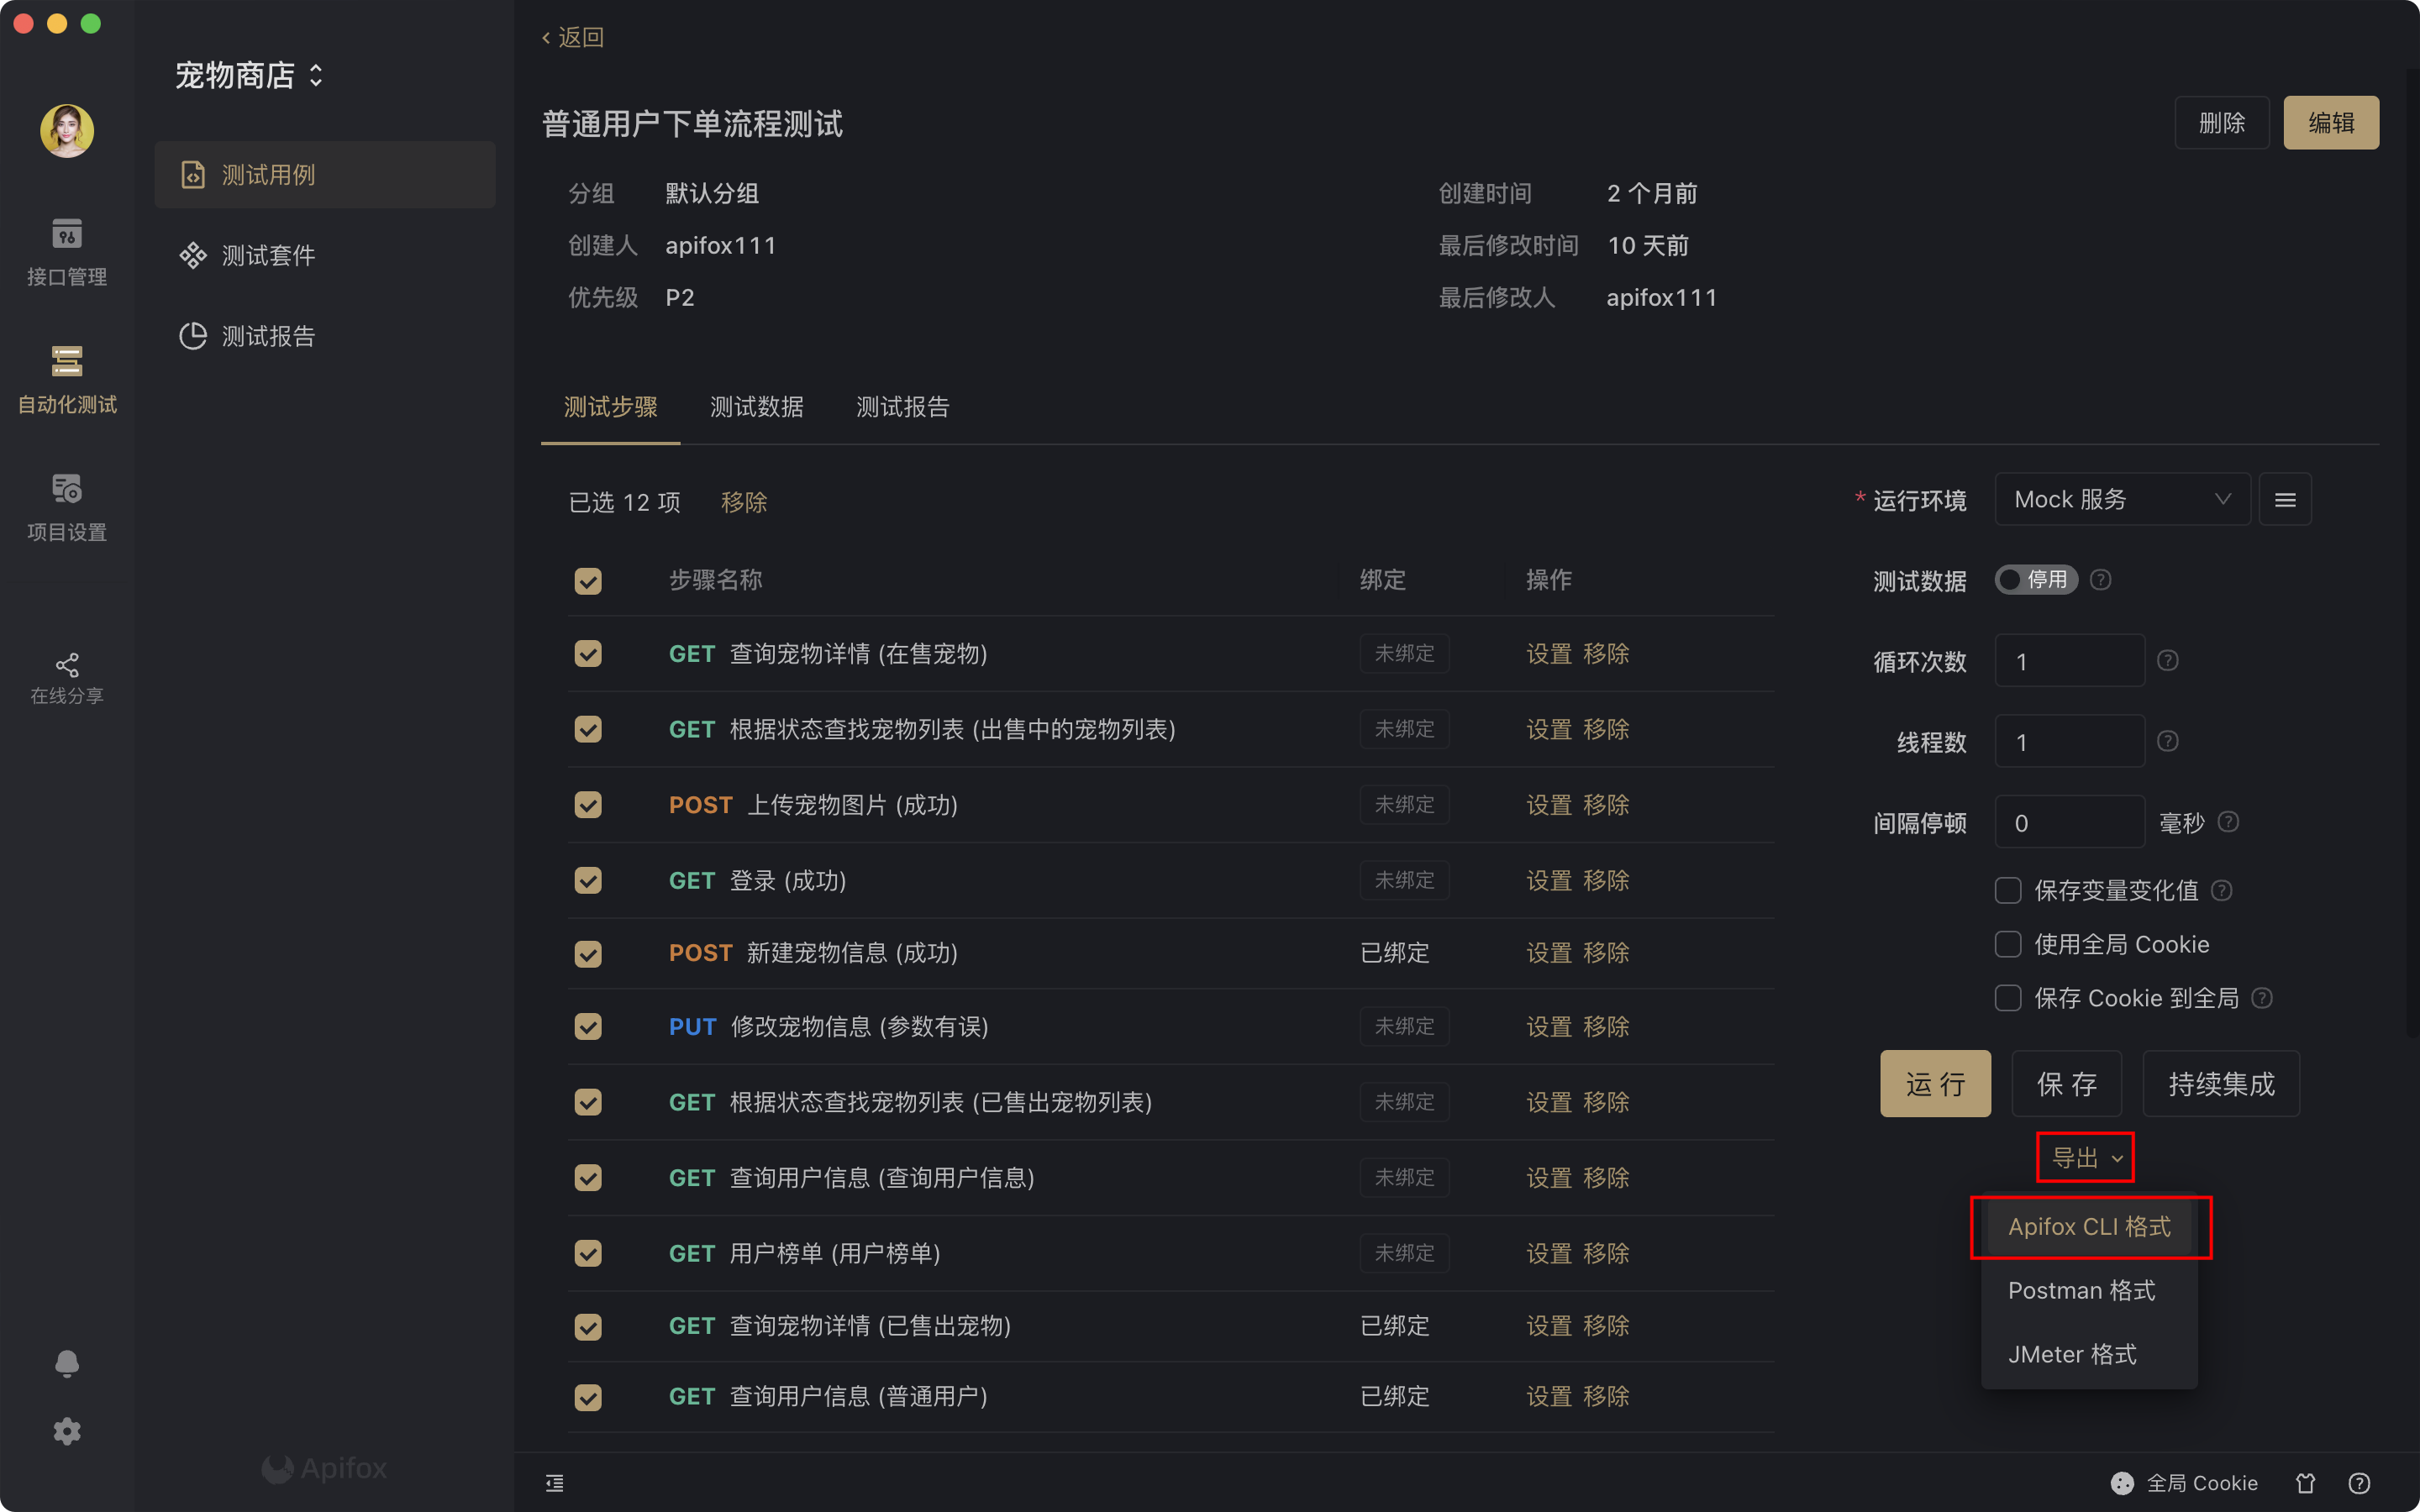 宠物商店
接口管理
自动化测试
项目设置
在线分享
测试用例
测试套件
测试报告
Apifox
返回
普通用户下单流程测试
删除 编辑
分组 默认分组 创建时间 2 个月前
创建人 apifox111 最后修改时间 10 天前
优先级 P2 最后修改人 apifox111
测试步骤 测试数据 测试报告
已选 12 项 移除
步骤名称 绑定 操作
GET 查询宠物详情 (在售宠物) 未绑定 设置 移除
GET 根据状态查找宠物列表 (出售中的宠物列表) 未绑定 设置 移除
POST 上传宠物图片 (成功) 未绑定 设置 移除
GET 登录 (成功) 未绑定 设置 移除
POST 新建宠物信息 (成功) 已绑定 设置 移除
PUT 修改宠物信息 (参数有误) 未绑定 设置 移除
GET 根据状态查找宠物列表 (已售出宠物列表) 未绑定 设置 移除
GET 查询用户信息 (查询用户信息) 未绑定 设置 移除
GET 用户榜单 (用户榜单) 未绑定 设置 移除
GET 查询宠物详情 (已售出宠物) 已绑定 设置 移除
GET 查询用户信息 (普通用户) 已绑定 设置 移除
* 运行环境 Mock 服务
测试数据 停用
循环次数 1
线程数 1
间隔停顿 0 毫秒
保存变量变化值
使用全局 Cookie
保存 Cookie 到全局
运 行 保 存 持续集成
导出
Apifox CLI 格式
Postman 格式
JMeter 格式
全局 Cookie